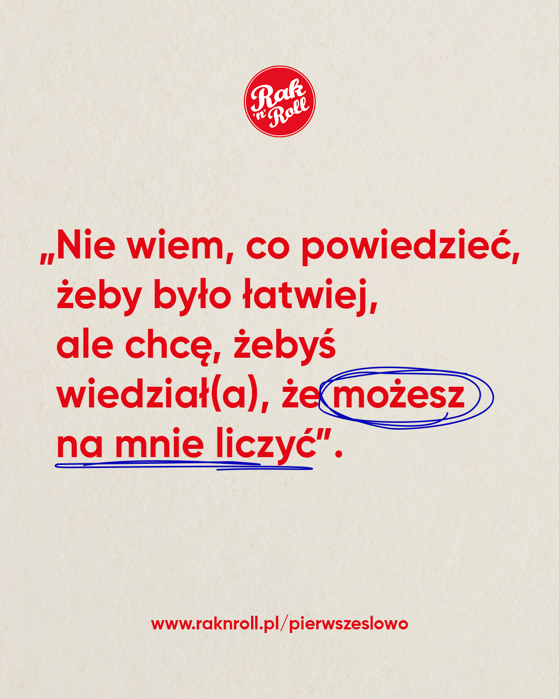 Rak
'n'
Roll
„Nie wiem, co powiedzieć,
żeby było łatwiej,
ale chcę, żebyś
wiedział(a), że możesz
na mnie liczyć”.
www.raknroll.pl/pierwszeslowo